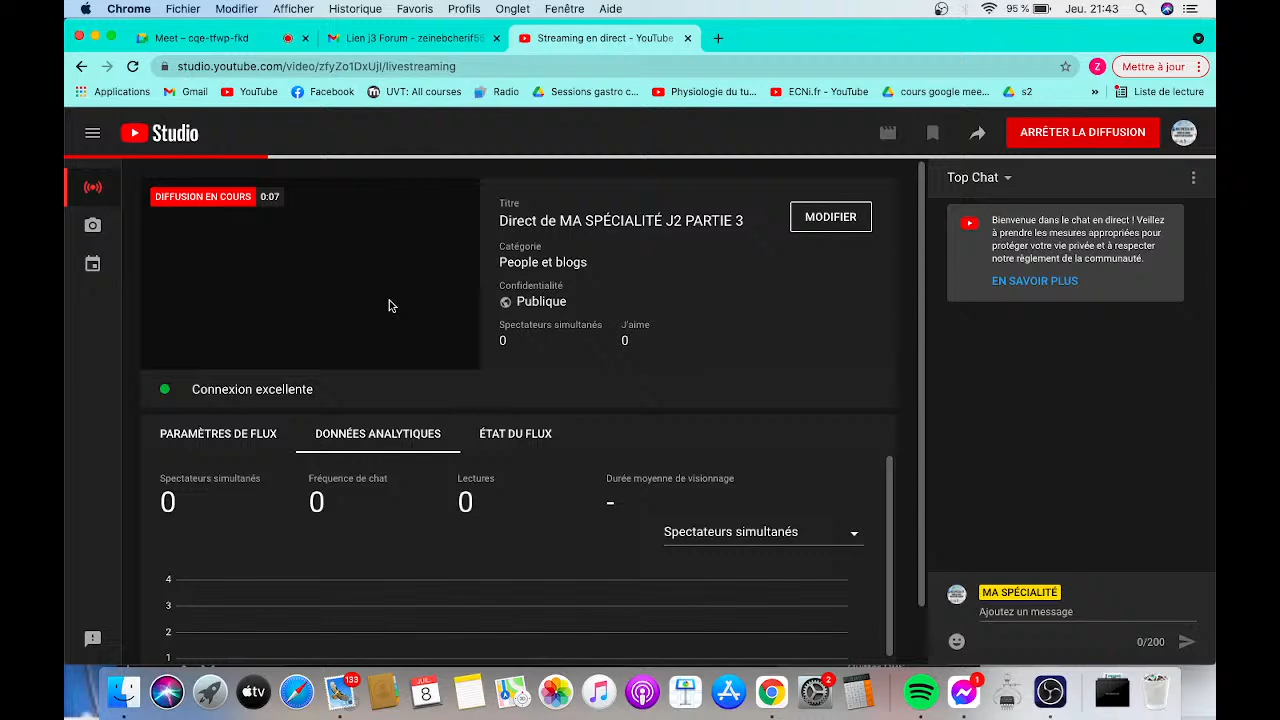 Chrome Fichier Modifier Afficher Historique Favoris Profils Onglet Fenêtre Aide 95 % Jeu. 21:43
Meet – cqe-tfwp-fkd
Lien j3 Forum - zeinebcherif55
Streaming en direct - YouTube
studio.youtube.com/video/zfyZo1DxUjI/livestreaming
Z
Mettre à jour
Applications Gmail YouTube Facebook UVT: All courses Radio Sessions gastro c... Physiologie du tu... ECNi.fr - YouTube cours google mee... s2 » Liste de lecture
Studio
ARRÊTER LA DIFFUSION
DIFFUSION EN COURS 0:07
Titre
Direct de MA SPÉCIALITÉ J2 PARTIE 3
MODIFIER
Catégorie
People et blogs
Confidentialité
Publique
Spectateurs simultanés J'aime
0 0
Connexion excellente
PARAMÈTRES DE FLUX DONNÉES ANALYTIQUES ÉTAT DU FLUX
Spectateurs simultanés Fréquence de chat Lectures Durée moyenne de visionnage
0 0 0 -
Spectateurs simultanés
4
3
2
1
Top Chat
Bienvenue dans le chat en direct ! Veillez
à prendre les mesures appropriées pour
protéger votre vie privée et à respecter
notre règlement de la communauté.
EN SAVOIR PLUS
MA SPÉCIALITÉ
Ajoutez un message
0/200
133
tv
JUIL.
8
2
1